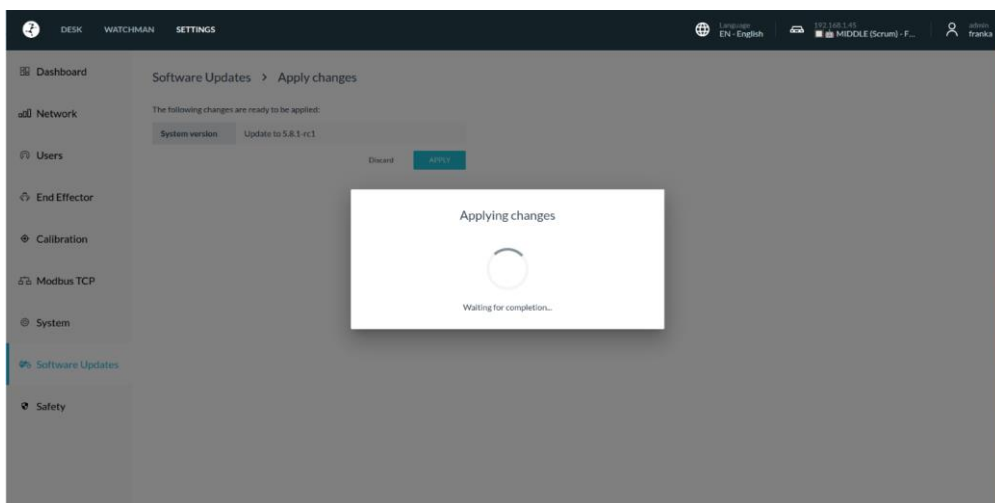 DESK WATCHMAN SETTINGS
Language
EN - English
192.168.1.45
MIDDLE (Scrum) - F...
admin
franka
Dashboard
Network
Users
End Effector
Calibration
Modbus TCP
System
Software Updates
Safety
Software Updates > Apply changes
The following changes are ready to be applied:
System version Update to 5.8.1-rc1
Discard APPLY
Applying changes
Waiting for completion...